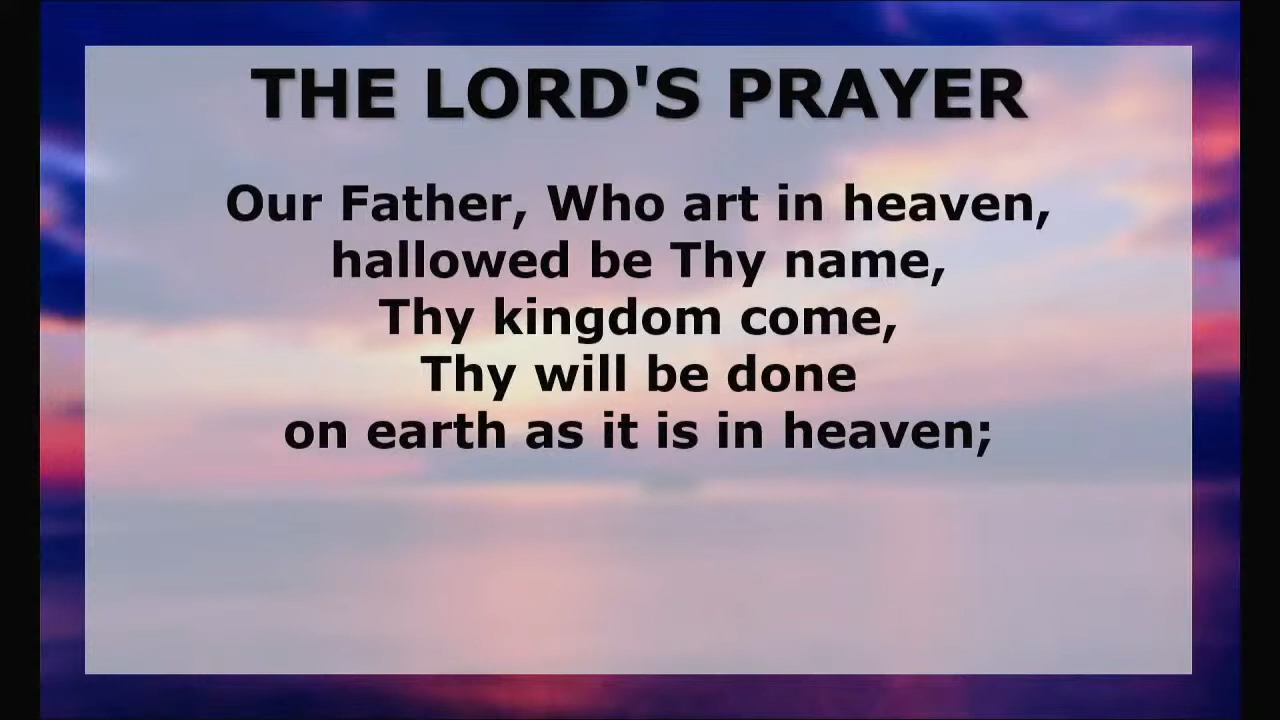 THE LORD'S PRAYER
Our Father, Who art in heaven,
hallowed be Thy name,
Thy kingdom come,
Thy will be done
on earth as it is in heaven;